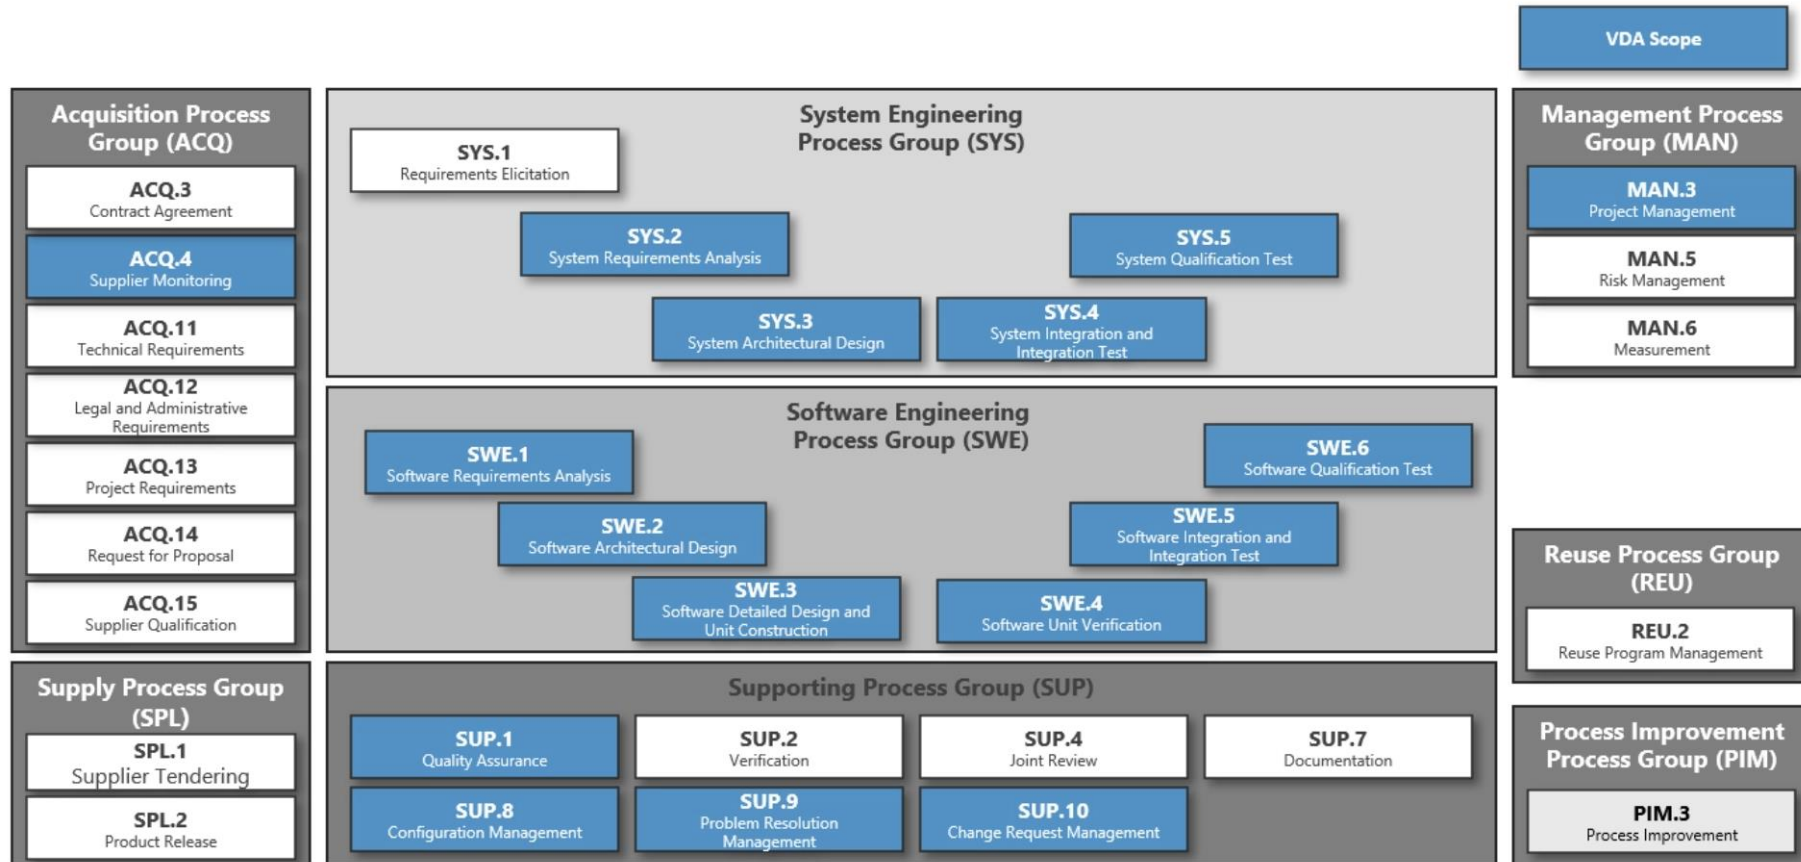 VDA Scope
Acquisition Process
Group (ACQ)
ACQ.3
Contract Agreement
ACQ.4
Supplier Monitoring
ACQ.11
Technical Requirements
ACQ.12
Legal and Administrative
Requirements
ACQ.13
Project Requirements
ACQ.14
Request for Proposal
ACQ.15
Supplier Qualification
System Engineering
Process Group (SYS)
SYS.1
Requirements Elicitation
SYS.2
System Requirements Analysis
SYS.5
System Qualification Test
SYS.3
System Architectural Design
SYS.4
System Integration and
Integration Test
Management Process
Group (MAN)
MAN.3
Project Management
MAN.5
Risk Management
MAN.6
Measurement
Software Engineering
Process Group (SWE)
SWE.1
Software Requirements Analysis
SWE.6
Software Qualification Test
SWE.2
Software Architectural Design
SWE.5
Software Integration and
Integration Test
SWE.3
Software Detailed Design and
Unit Construction
SWE.4
Software Unit Verification
Reuse Process Group
(REU)
REU.2
Reuse Program Management
Supply Process Group
(SPL)
SPL.1
Supplier Tendering
SPL.2
Product Release
Supporting Process Group (SUP)
SUP.1
Quality Assurance
SUP.2
Verification
SUP.4
Joint Review
SUP.7
Documentation
SUP.8
Configuration Management
SUP.9
Problem Resolution
Management
SUP.10
Change Request Management
Process Improvement
Process Group (PIM)
PIM.3
Process Improvement